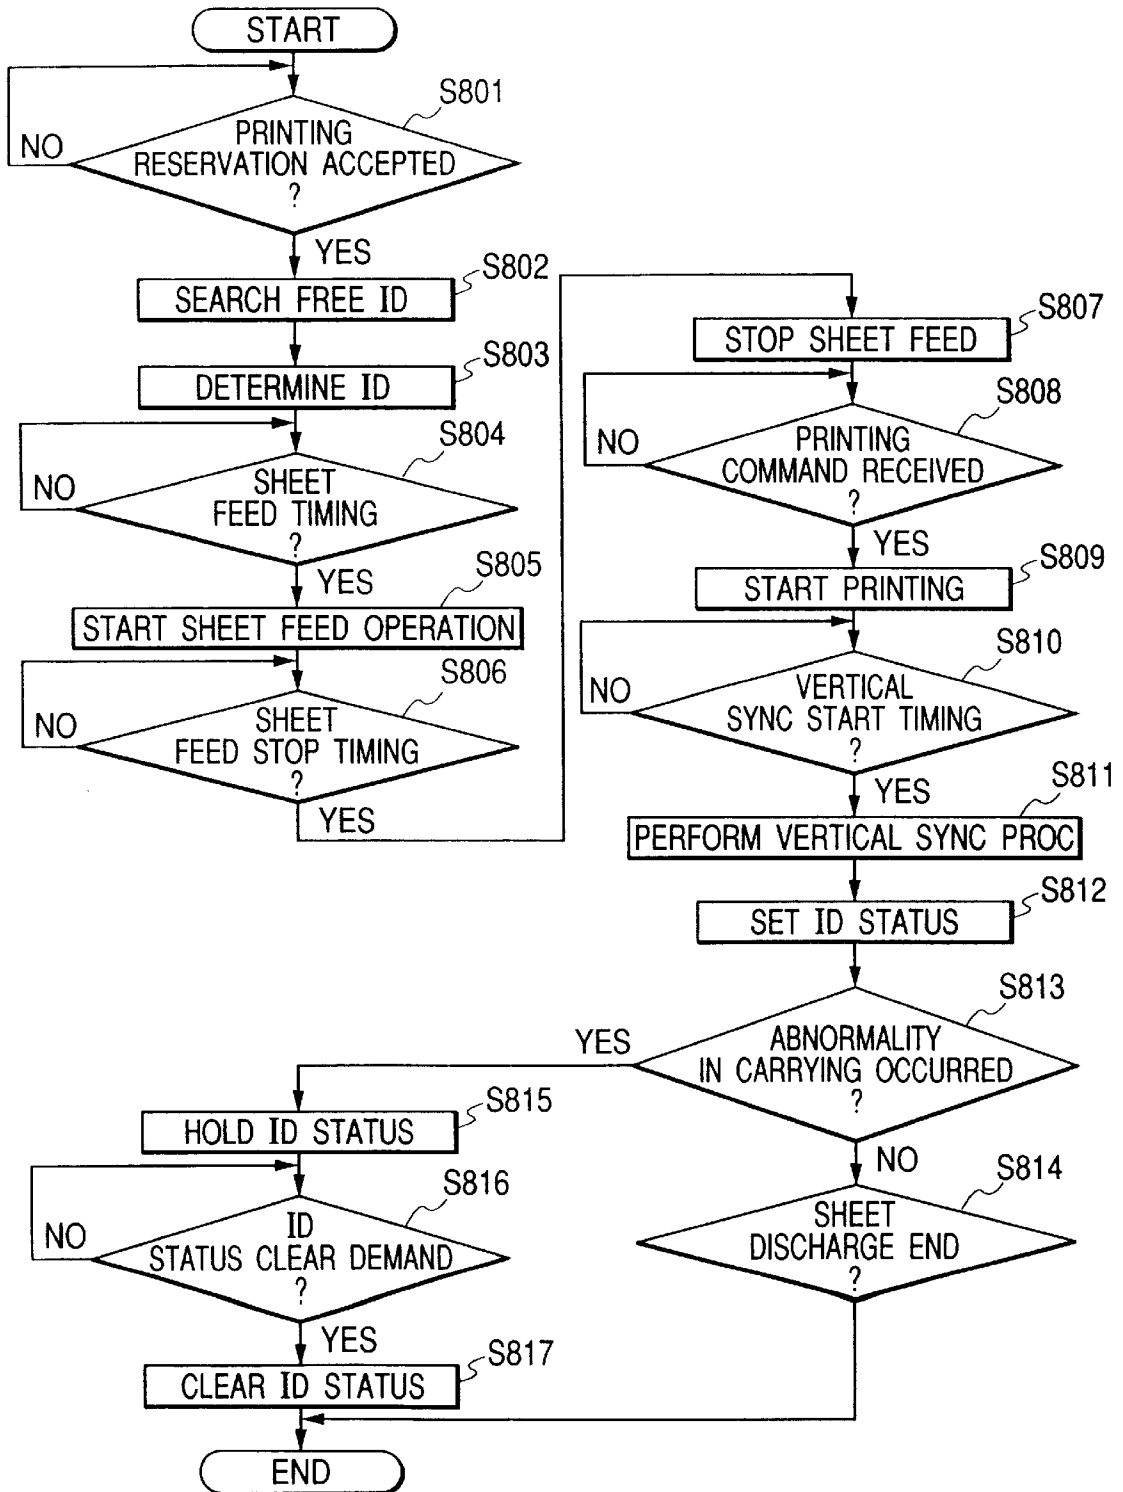 START
S801
PRINTING
RESERVATION ACCEPTED
?
NO
YES
S802
SEARCH FREE ID
S803
DETERMINE ID
S804
SHEET
FEED TIMING
?
NO
YES
S805
START SHEET FEED OPERATION
S806
SHEET
FEED STOP TIMING
?
NO
YES
S807
STOP SHEET FEED
S808
PRINTING
COMMAND RECEIVED
?
NO
YES
S809
START PRINTING
S810
VERTICAL
SYNC START TIMING
?
NO
YES
S811
PERFORM VERTICAL SYNC PROC
S812
SET ID STATUS
S813
ABNORMALITY
IN CARRYING OCCURRED
?
YES
NO
S814
SHEET
DISCHARGE END
?
S815
HOLD ID STATUS
S816
ID
STATUS CLEAR DEMAND
?
NO
YES
S817
CLEAR ID STATUS
END